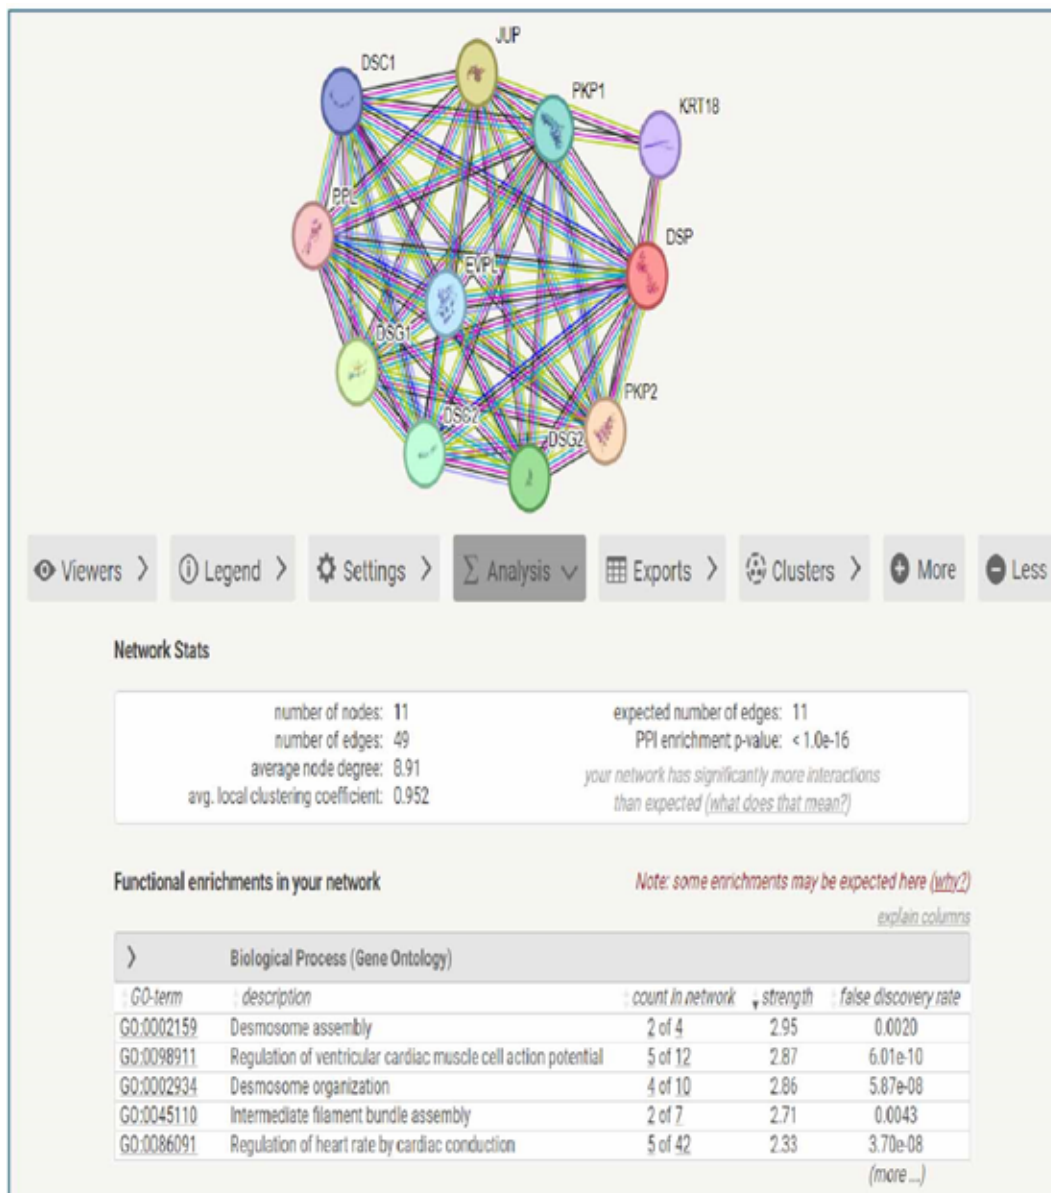 JUP
DSC1
PKP1
KRT18
PPL
DSP
EVPL
DSG1
PKP2
DSC2
DSG2
Viewers
Legend
Settings
Σ Analysis
Exports
Clusters
More
Less
Network Stats
number of nodes: 11
number of edges: 49
average node degree: 8.91
avg. local clustering coefficient: 0.952
expected number of edges: 11
PPI enrichment p-value: < 1.0e-16
your network has significantly more interactions
than expected (what does that mean?)
Functional enrichments in your network
Note: some enrichments may be expected here (why?)
explain columns
Biological Process (Gene Ontology)
GO-term description count in network strength false discovery rate
GO:0002159 Desmosome assembly 2 of 4 2.95 0.0020
GO:0098911 Regulation of ventricular cardiac muscle cell action potential 5 of 12 2.87 6.01e-10
GO:0002934 Desmosome organization 4 of 10 2.86 5.87e-08
GO:0045110 Intermediate filament bundle assembly 2 of 7 2.71 0.0043
GO:0086091 Regulation of heart rate by cardiac conduction 5 of 42 2.33 3.70e-08
(more ...)